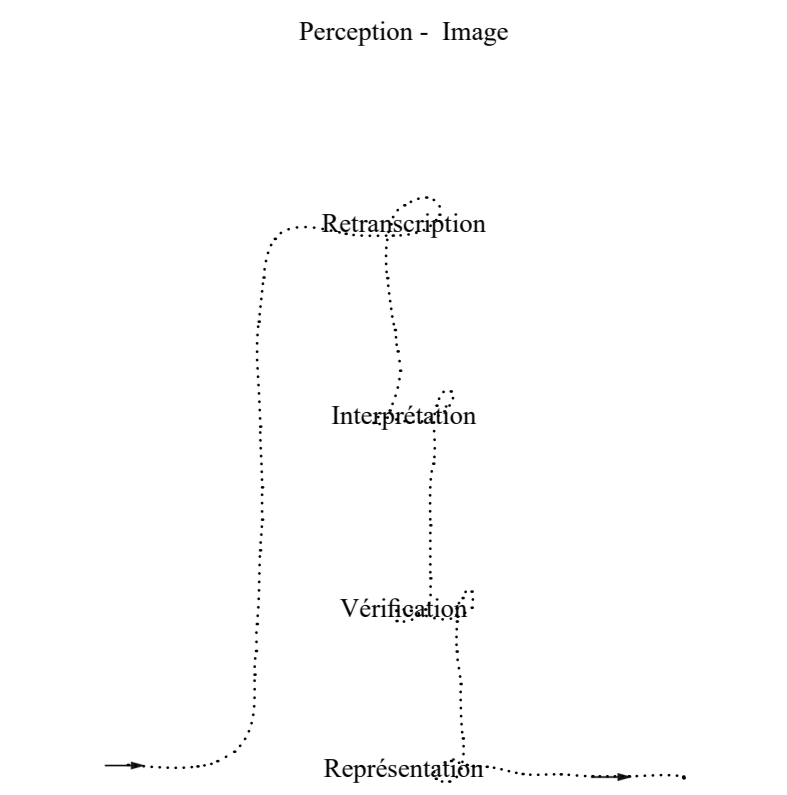 Perception - Image
Retranscription
Interprétation
Vérification
Représentation